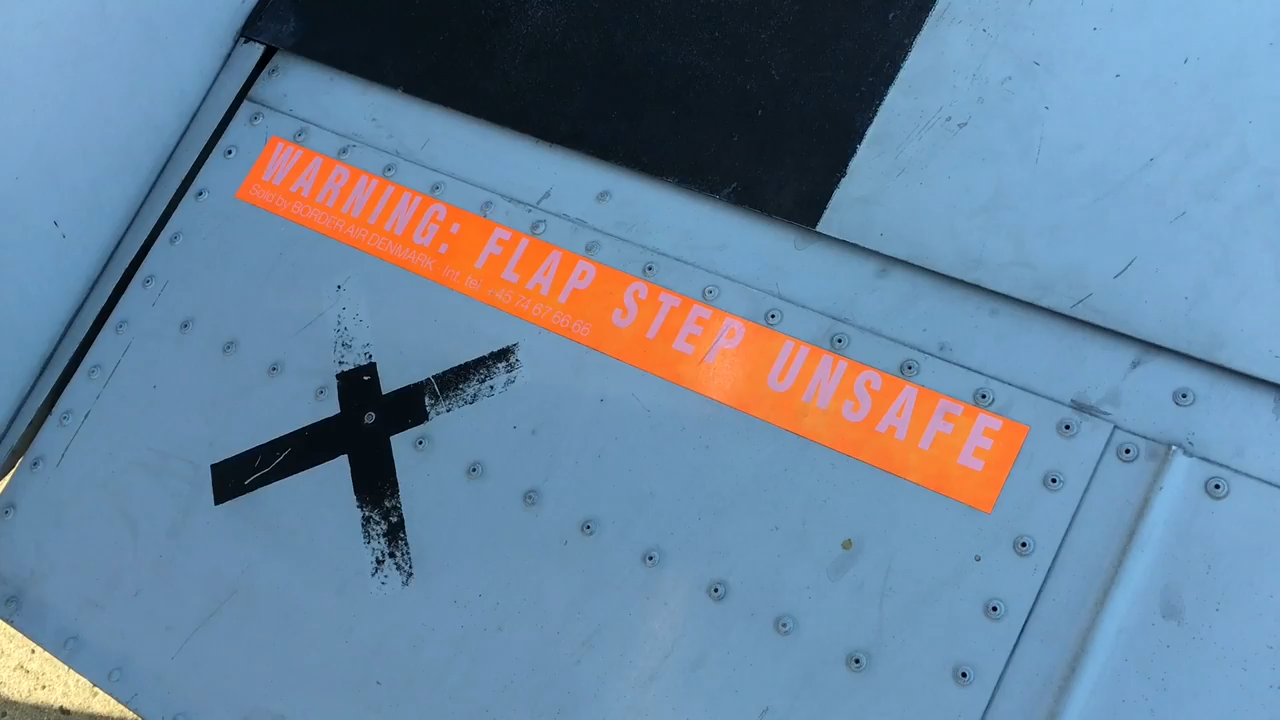 WARNING: FLAP STEP UNSAFE
Sold by BORDER AIR DENMARK Int. tel. +45 74 67 66 66